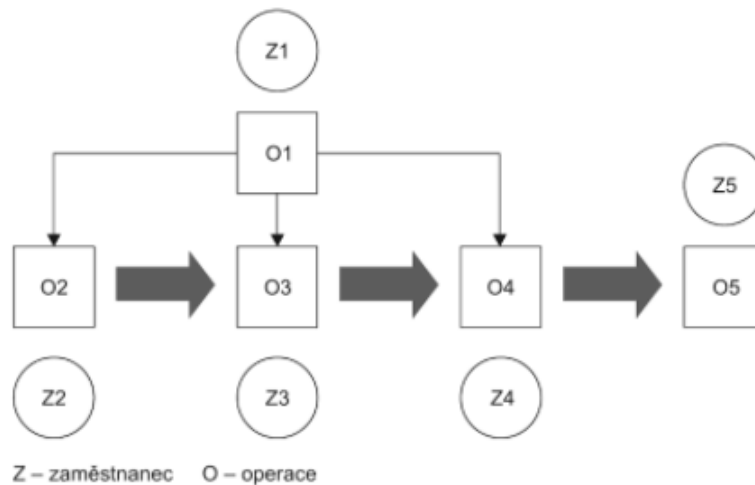 Z1
O1
Z5
O2 O3 O4 O5
Z2 Z3 Z4
Z – zaměstnanec O – operace